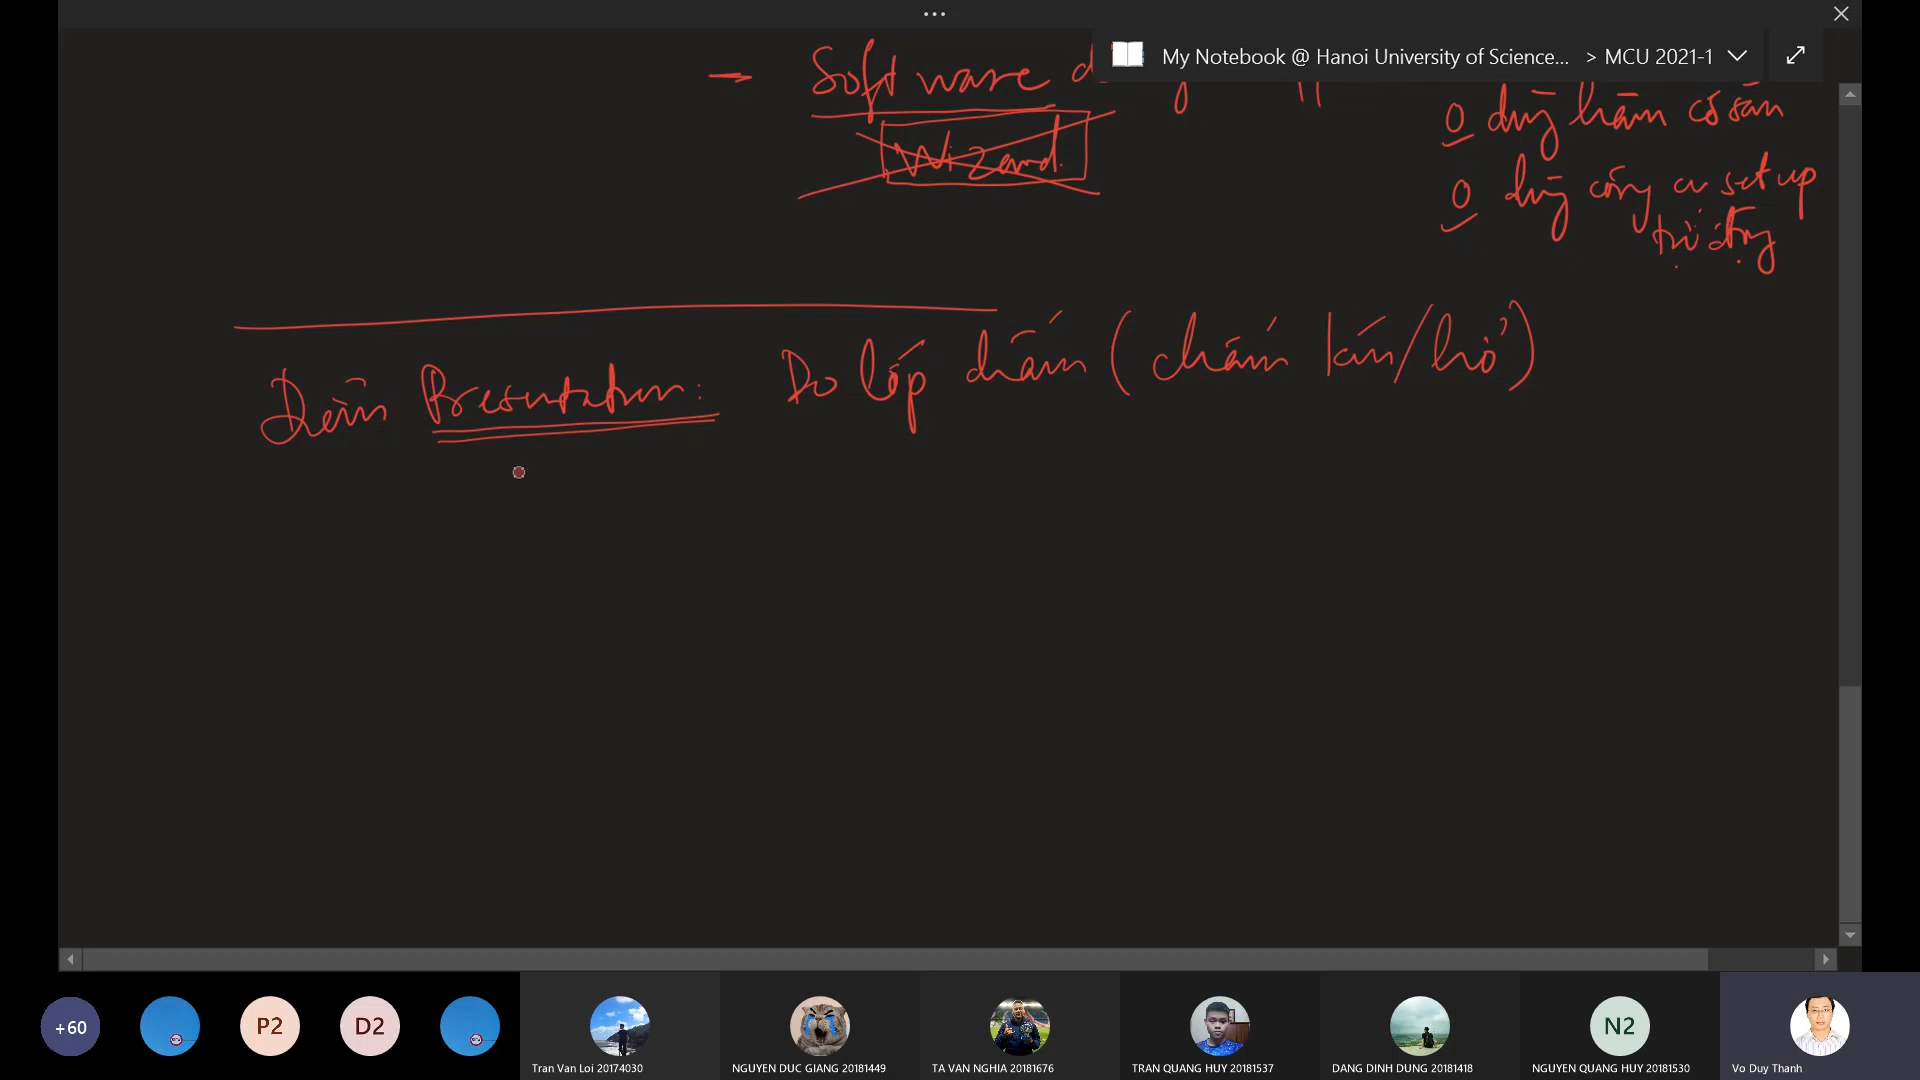 My Notebook @ Hanoi University of Science... > MCU 2021-1
→ Software
Wizard.
o dùng hàm có sẵn
o dùng công cụ setup
tự động
Điểm Presentation: Do lớp chấm (chấm kín/hở)
+60
P2
D2
N2
Tran Van Loi 20174030
NGUYEN DUC GIANG 20181449
TA VAN NGHIA 20181676
TRAN QUANG HUY 20181537
DANG DINH DUNG 20181418
NGUYEN QUANG HUY 20181530
Vo Duy Thanh